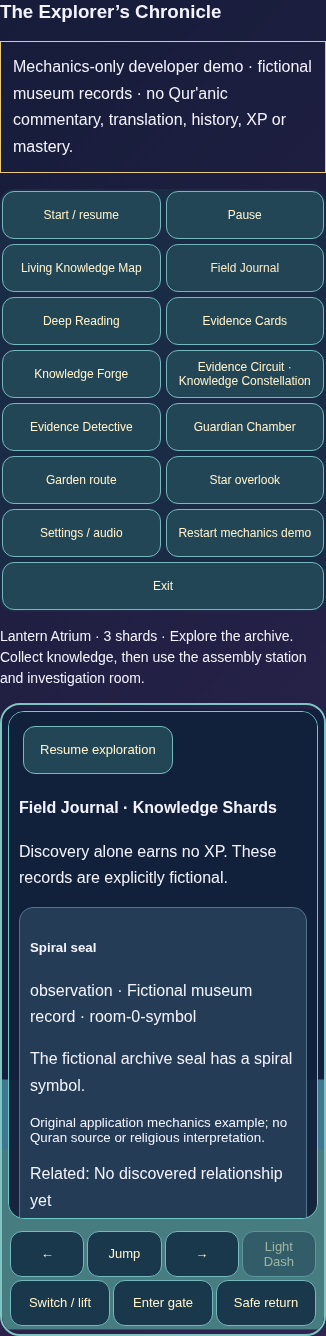 The Explorer’s Chronicle
Mechanics-only developer demo · fictional
museum records · no Qur'anic
commentary, translation, history, XP or
mastery.
Start / resume
Pause
Living Knowledge Map
Field Journal
Deep Reading
Evidence Cards
Knowledge Forge
Evidence Circuit ·
Knowledge Constellation
Evidence Detective
Guardian Chamber
Garden route
Star overlook
Settings / audio
Restart mechanics demo
Exit
Lantern Atrium · 3 shards · Explore the archive.
Collect knowledge, then use the assembly station
and investigation room.
Resume exploration
Field Journal · Knowledge Shards
Discovery alone earns no XP. These
records are explicitly fictional.
Spiral seal
observation · Fictional museum
record · room-0-symbol
The fictional archive seal has a spiral
symbol.
Original application mechanics example; no
Quran source or religious interpretation.
Related: No discovered relationship
yet
←
Jump
→
Light
Dash
Switch / lift
Enter gate
Safe return